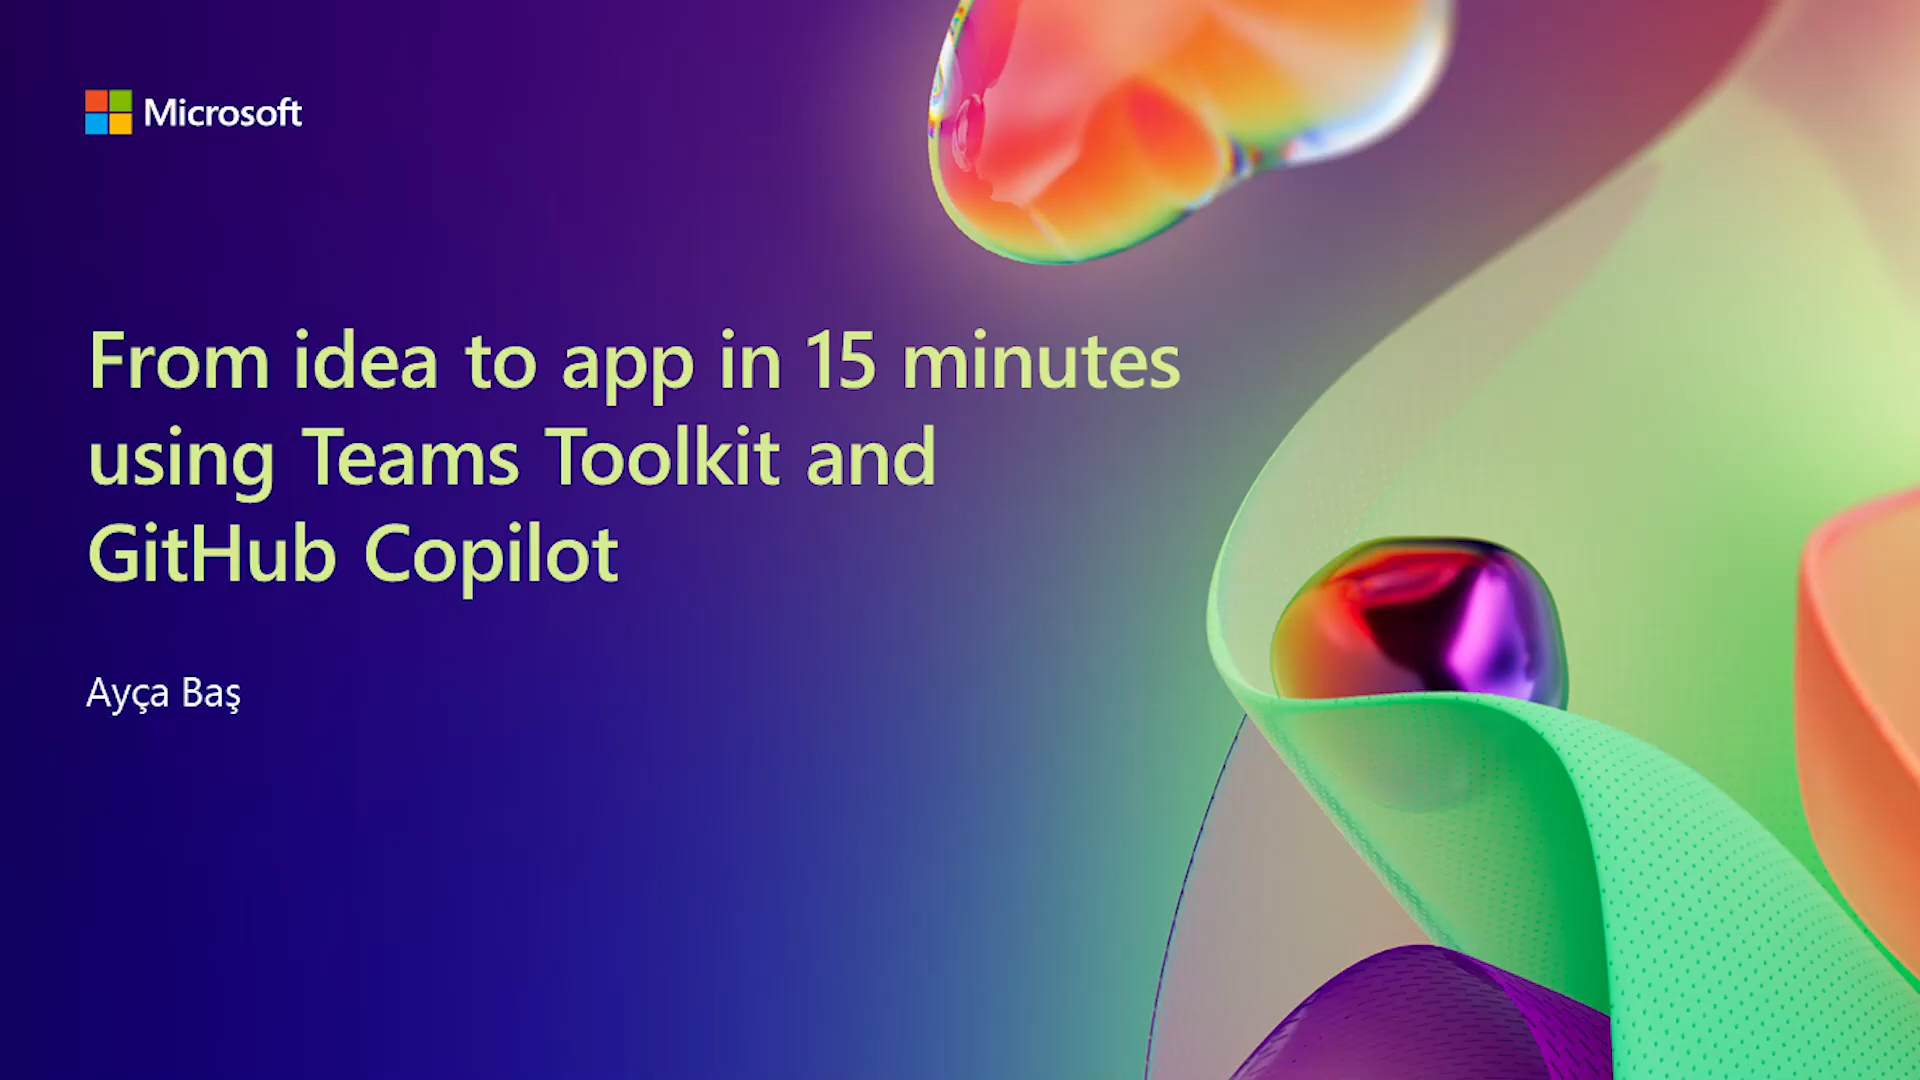 Microsoft
From idea to app in 15 minutes
using Teams Toolkit and
GitHub Copilot
Ayça Baş